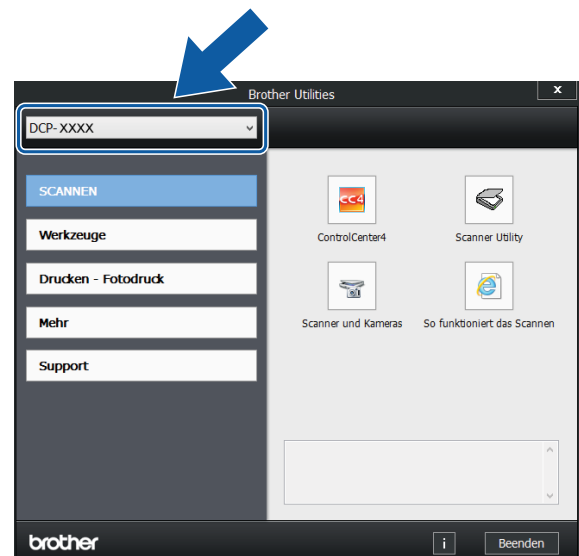 Brother Utilities
x
DCP-XXXX
SCANNEN
Werkzeuge
Drucken - Fotodruck
Mehr
Support
CC4
ControlCenter4
Scanner Utility
Scanner und Kameras
So funktioniert das Scannen
brother
i
Beenden